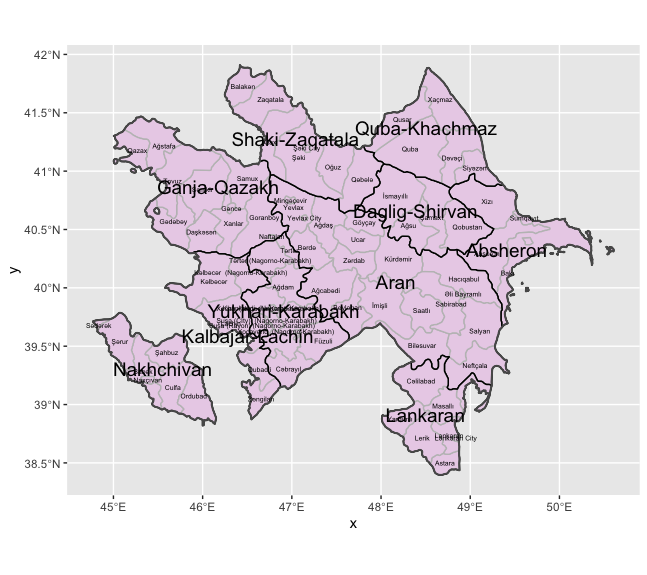 42°N
41.5°N
41°N
40.5°N
40°N
39.5°N
39°N
38.5°N
y
45°E
46°E
47°E
48°E
49°E
50°E
x
Balakən
Zaqatala
Xaçmaz
Qusar
Shaki-Zaqatala
Quba-Khachmaz
Şəki City
Şəki
Quba
Qazax
Ağstafa
Dəvəçi
Oğuz
Siyəzən
Qəbələ
Samux
Tovuz
Ganja-Qazakh
İsmayıllı
Mingəçevir
Yevlax
Xızı
Gəncə
Daglig-Shirvan
Gədəbəy
Xanlar
Goranboy
Yevlax City
Ağdaş
Göyçay
Ağsu
Qobustan
Sumqayıt
Daşkəsən
Naftalan
Ucar
Bərdə
Absheron
Tərtər (Nagorno-Karabakh)
Zərdab
Kürdəmir
Kəlbəcər (Nagorno-Karabakh)
Kəlbəcər
Bakı
Ağdam
Ağcabədi
Aran
Hacıqabul
Əli Bayramlı
Yukhari-Karabakh
İmişli
Saatlı
Sabirabad
Sədərək
Şuşa (City) (Nagorno-Karabakh)
Şuşa (Rayon) (Nagorno-Karabakh)
Kalbajar-Lachin
Salyan
Şərur
Füzuli
Biləsuvar
Şahbuz
Nakhchivan
Naxçıvan
Qubadlı
Cəbrayıl
Neftçala
Culfa
Cəlilabad
Ordubad
Zəngilan
Masallı
Lankaran
Lerik
Lənkəran
Lənkəran City
Astara